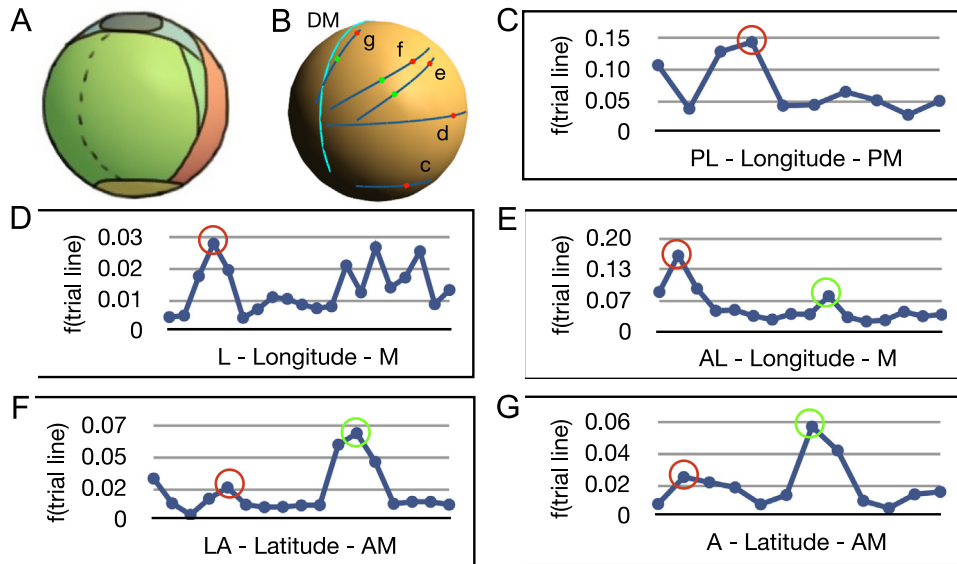 A
B
DM
g
f
e
d
c
C
f(trial line)
0.15
0.10
0.05
0
PL - Longitude - PM
D
f(trial line)
0.03
0.02
0.01
0
L - Longitude - M
E
f(trial line)
0.20
0.13
0.07
0
AL - Longitude - M
F
f(trial line)
0.07
0.05
0.02
0
LA - Latitude - AM
G
f(trial line)
0.06
0.04
0.02
0
A - Latitude - AM